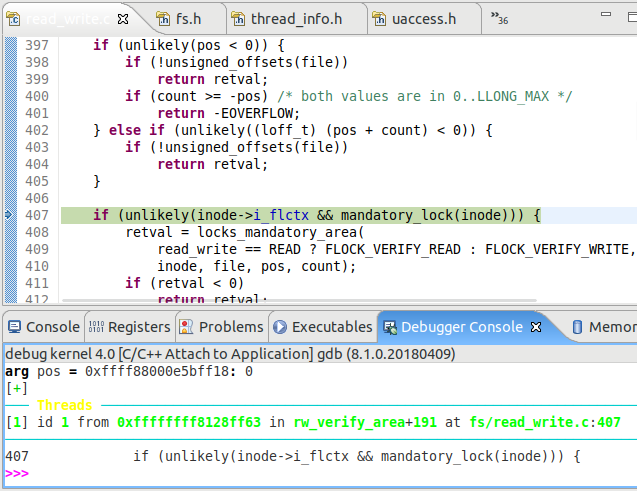 read_write.c fs.h thread_info.h uaccess.h »36
397 if (unlikely(pos < 0)) {
398 if (!unsigned_offsets(file))
399 return retval;
400 if (count >= -pos) /* both values are in 0..LLONG_MAX */
401 return -EOVERFLOW;
402 } else if (unlikely((loff_t) (pos + count) < 0)) {
403 if (!unsigned_offsets(file))
404 return retval;
405 }
406
407 if (unlikely(inode->i_flctx && mandatory_lock(inode))) {
408 retval = locks_mandatory_area(
409 read_write == READ ? FLOCK_VERIFY_READ : FLOCK_VERIFY_WRITE,
410 inode, file, pos, count);
411 if (retval < 0)
412 return retval;
Console Registers Problems Executables Debugger Console Memor
debug kernel 4.0 [C/C++ Attach to Application] gdb (8.1.0.20180409)
arg pos = 0xffff88000e5bff18: 0
[+]
Threads
[1] id 1 from 0xffffffff8128ff63 in rw_verify_area+191 at fs/read_write.c:407
407 if (unlikely(inode->i_flctx && mandatory_lock(inode))) {
>>>